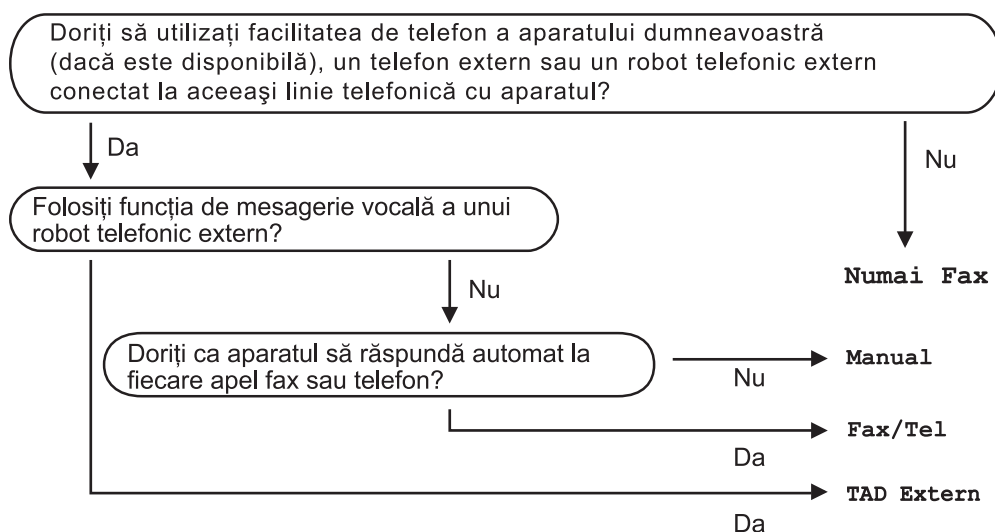 Doriți să utilizați facilitatea de telefon a aparatului dumneavoastră
(dacă este disponibilă), un telefon extern sau un robot telefonic extern
conectat la aceeaşi linie telefonică cu aparatul?
Da
Nu
Folosiți funcția de mesagerie vocală a unui
robot telefonic extern?
Numai Fax
Nu
Doriți ca aparatul să răspundă automat la
fiecare apel fax sau telefon?
Manual
Nu
Fax/Tel
Da
TAD Extern
Da